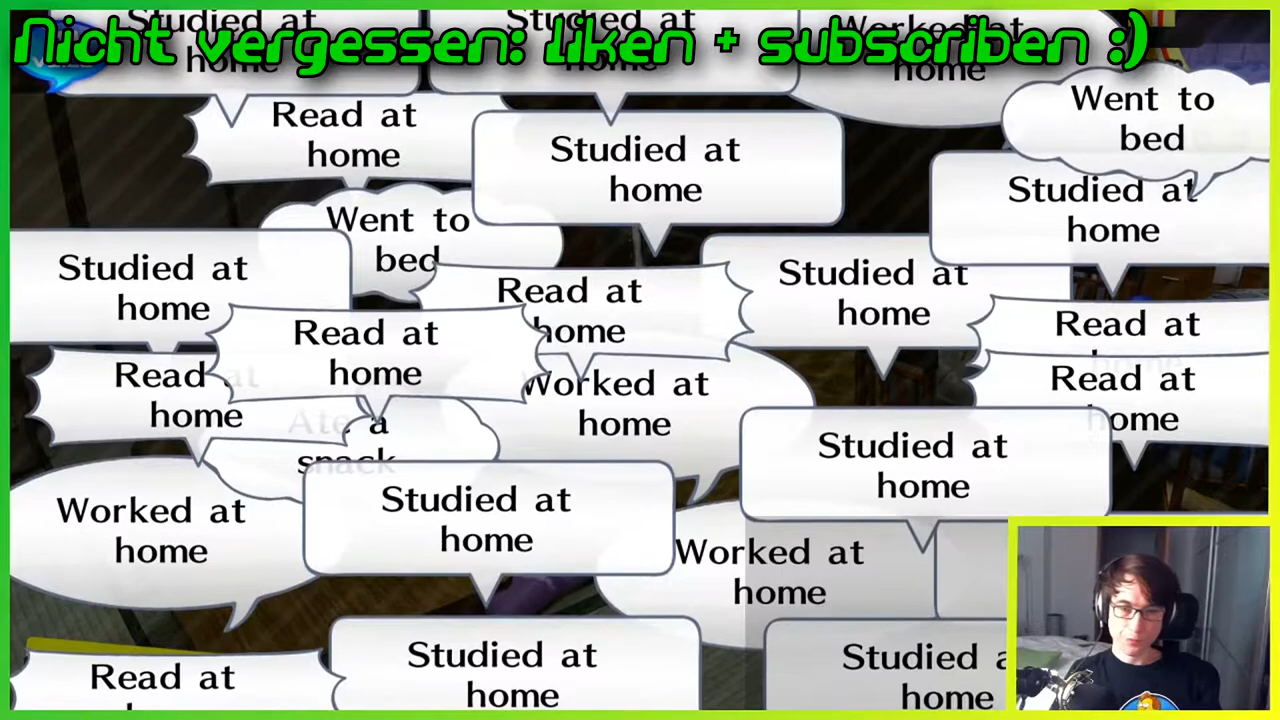 Nicht vergessen: liken + subscriben :)
Studied at
home
Studied at
home
Worked at
home
Went to
bed
Read at
home
Studied at
home
Studied at
home
Went to
bed
Studied at
home
Read at
home
Studied at
home
Read at
home
Read at
home
Read at
home
Read at
home
Worked at
home
Ate a
snack
Studied at
home
Worked at
home
Studied at
home
Worked at
home
Read at
Studied at
home
Studied a
home